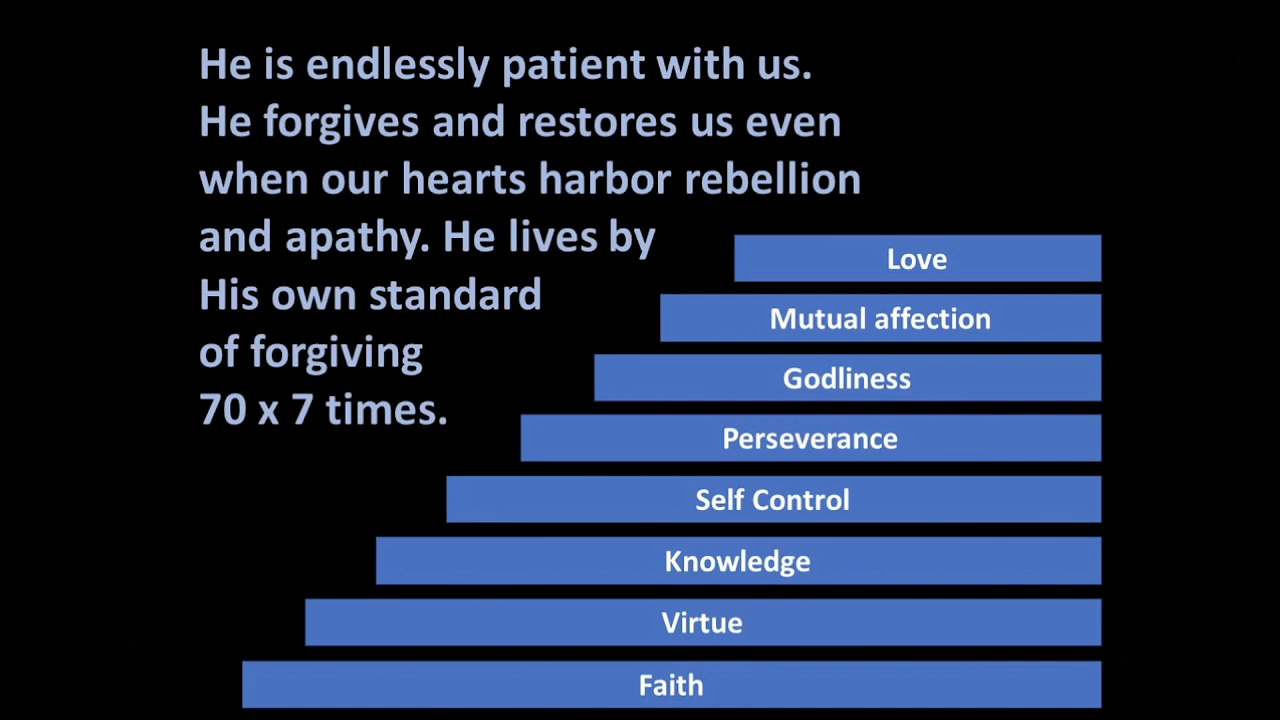 He is endlessly patient with us.
He forgives and restores us even
when our hearts harbor rebellion
and apathy. He lives by
His own standard
of forgiving
70 x 7 times.
Love
Mutual affection
Godliness
Perseverance
Self Control
Knowledge
Virtue
Faith